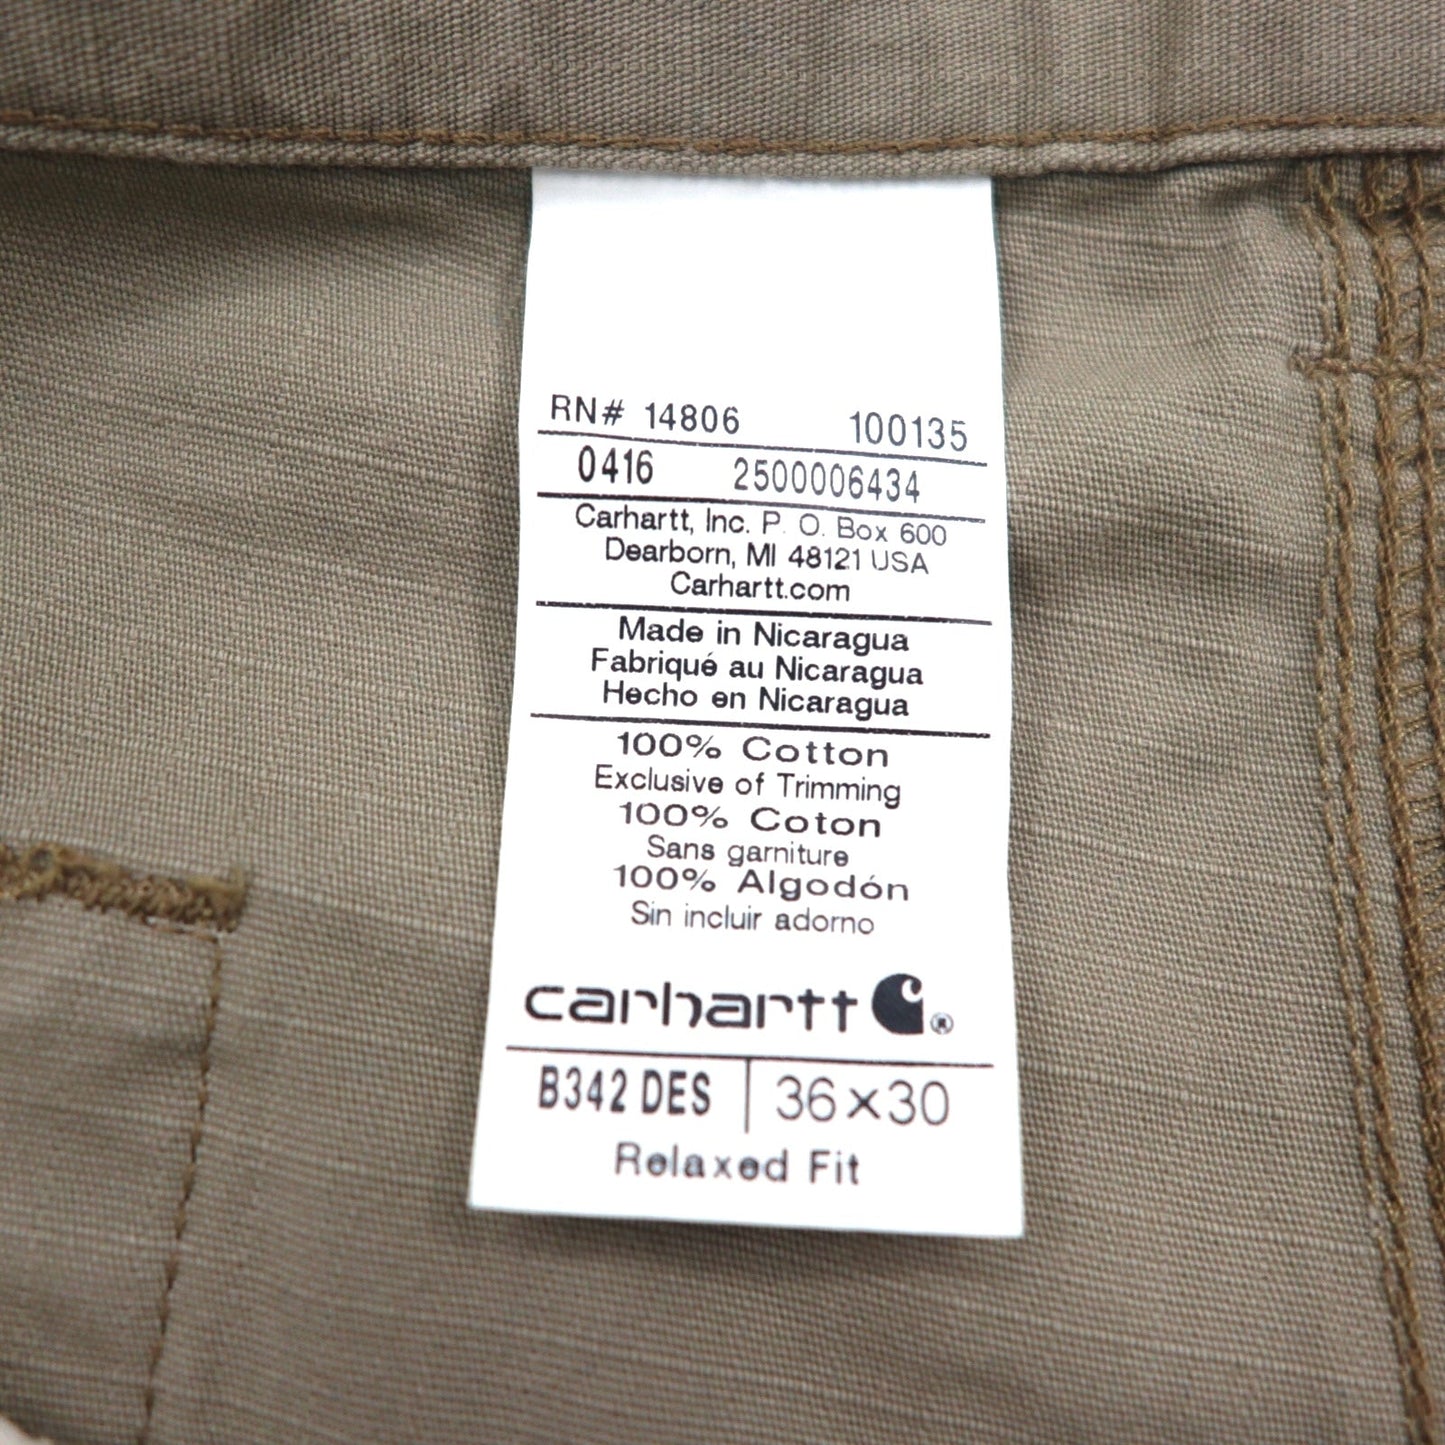 RN# 14806 100135
0416 2500006434
Carhartt, Inc. P. O. Box 600
Dearborn, MI 48121 USA
Carhartt.com
Made in Nicaragua
Fabriqué au Nicaragua
Hecho en Nicaragua
100% Cotton
Exclusive of Trimming
100% Coton
Sans garniture
100% Algodón
Sin incluir adorno
carhartt ®
B342 DES 36×30
Relaxed Fit